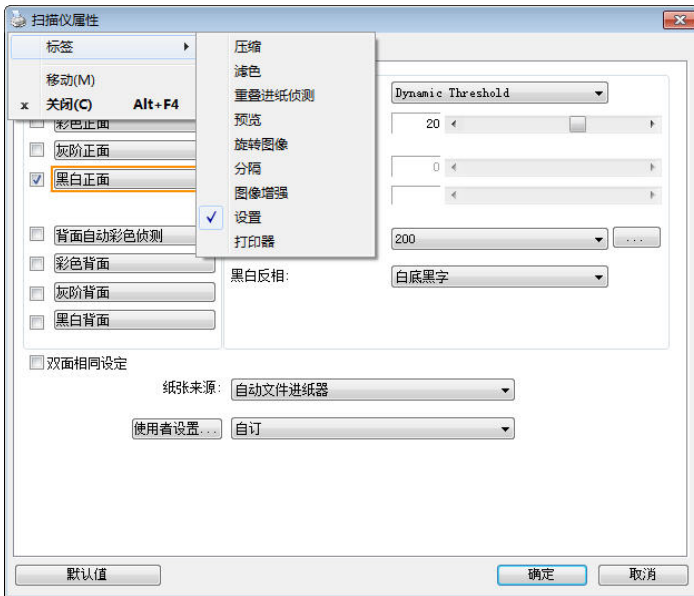 扫描仪属性
标签
移动(M)
x 关闭(C) Alt+F4
压缩
滤色
重叠进纸侦测
预览
旋转图像
分隔
图像增强
设置
打印器
Dynamic Threshold
20
0
彩色正面
灰阶正面
黑白正面
背面自动彩色侦测
200
...
彩色背面
黑白反相:
白底黑字
灰阶背面
黑白背面
双面相同设定
纸张来源:
自动文件进纸器
使用者设置...
自订
默认值
确定
取消